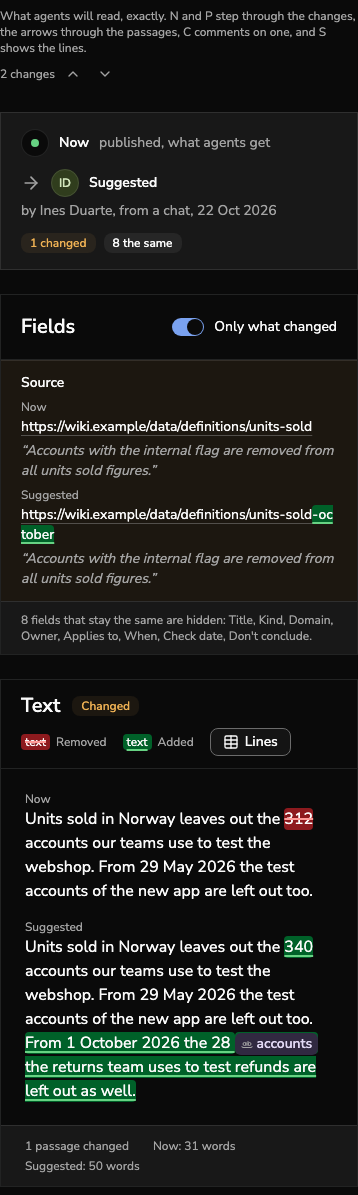 What agents will read, exactly. N and P step through the changes,
the arrows through the passages, C comments on one, and S
shows the lines.
2 changes
Now published, what agents get
ID Suggested
by Ines Duarte, from a chat, 22 Oct 2026
1 changed 8 the same
Fields Only what changed
Source
Now
https://wiki.example/data/definitions/units-sold
“Accounts with the internal flag are removed from
all units sold figures.”
Suggested
https://wiki.example/data/definitions/units-sold-oc
tober
“Accounts with the internal flag are removed from
all units sold figures.”
8 fields that stay the same are hidden: Title, Kind, Domain,
Owner, Applies to, When, Check date, Don't conclude.
Text Changed
text Removed text Added Lines
Now
Units sold in Norway leaves out the 312
accounts our teams use to test the
webshop. From 29 May 2026 the test
accounts of the new app are left out too.
Suggested
Units sold in Norway leaves out the 340
accounts our teams use to test the
webshop. From 29 May 2026 the test
accounts of the new app are left out too.
From 1 October 2026 the 28 accounts
the returns team uses to test refunds are
left out as well.
1 passage changed Now: 31 words
Suggested: 50 words